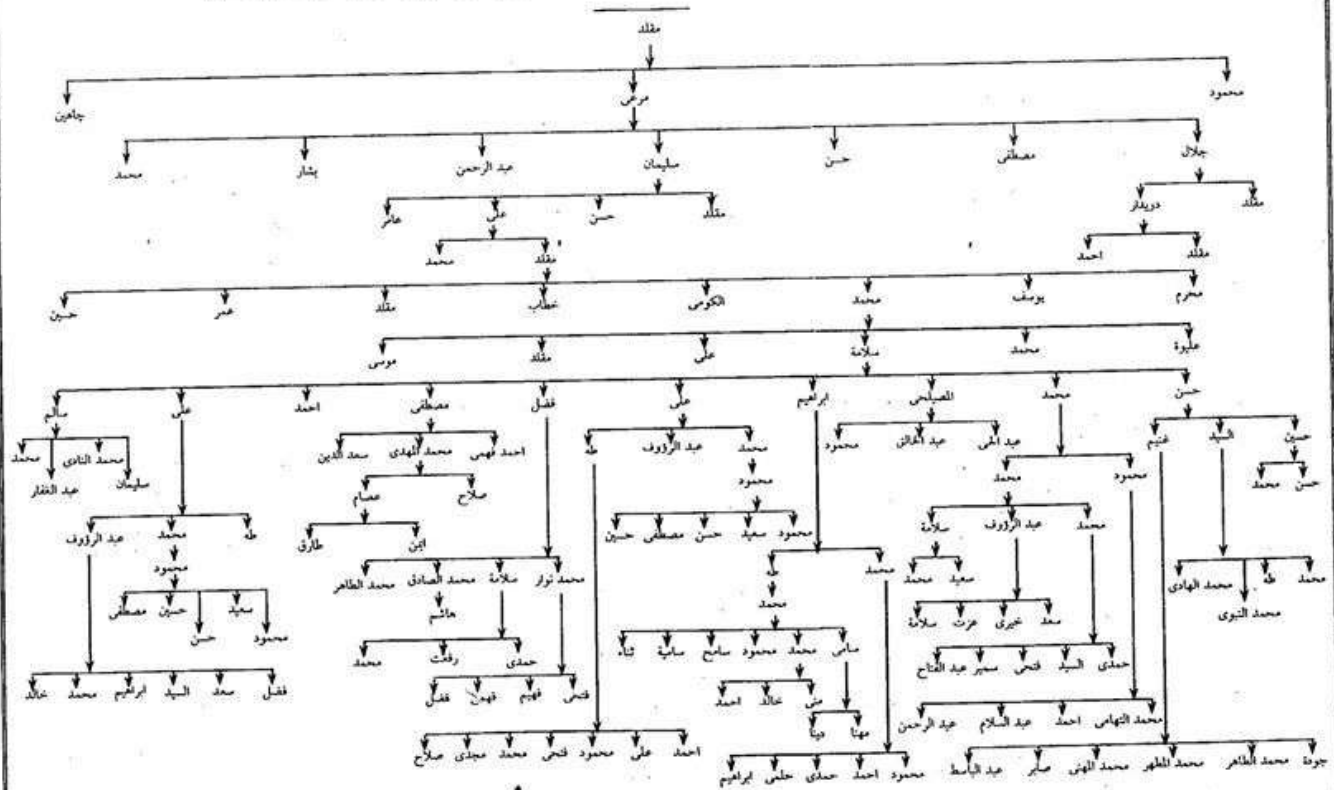 مقلد
محمود مرعى جاهين
جلال مصطفى حسن سليمان عبد الرحمن بشار محمد
مقلد دويدار مقلد حسن على عامر
مقلد احمد مقلد محمد
محرم يوسف محمد الكومى خطاب مقلد عمر حسين
عليوة محمد سلامة على مقلد موسى
حسن محمد المصيلحى ابراهيم على فضل مصطفى احمد على سالم
حسين السيد غنيم عبد الحى عبد الخالق محمود محمد عبد الرؤوف طه احمد فهمى محمد المهدى سعد الدين محمد النادى محمد
حسن محمد محمود محمد محمود صلاح عصام سليمان عبد الغفار
محمد عبد الرؤوف سلامة محمود سعيد حسن مصطفى حسين طارق طه محمد عبد الرؤوف
محمد طه محمد الهادى سعيد محمد محمد طه محمد نوار سلامة محمد الصادق محمد الطاهر محمود
محمد النبوى سعد خيرى عزت سلامة محمد هاشم سعيد حسين مصطفى
محمود حسن
حمدى السيد فتحى سمير عبد الفتاح سامى محمد محمود سامح سامية ثناء حمدى رفعت محمد
منى خالد احمد فتحى فهيم فهمى فضل فضل سعد السيد ابراهيم محمد خالد
محمد التهامى احمد عبد السلام عبد الرحمن مهنا دينا
جودة محمد الطاهر محمد المطهر محمد المهنى صابر عبد الباسط محمود احمد حمدى حلمى ابراهيم احمد على محمود فتحى محمد مجدى صلاح